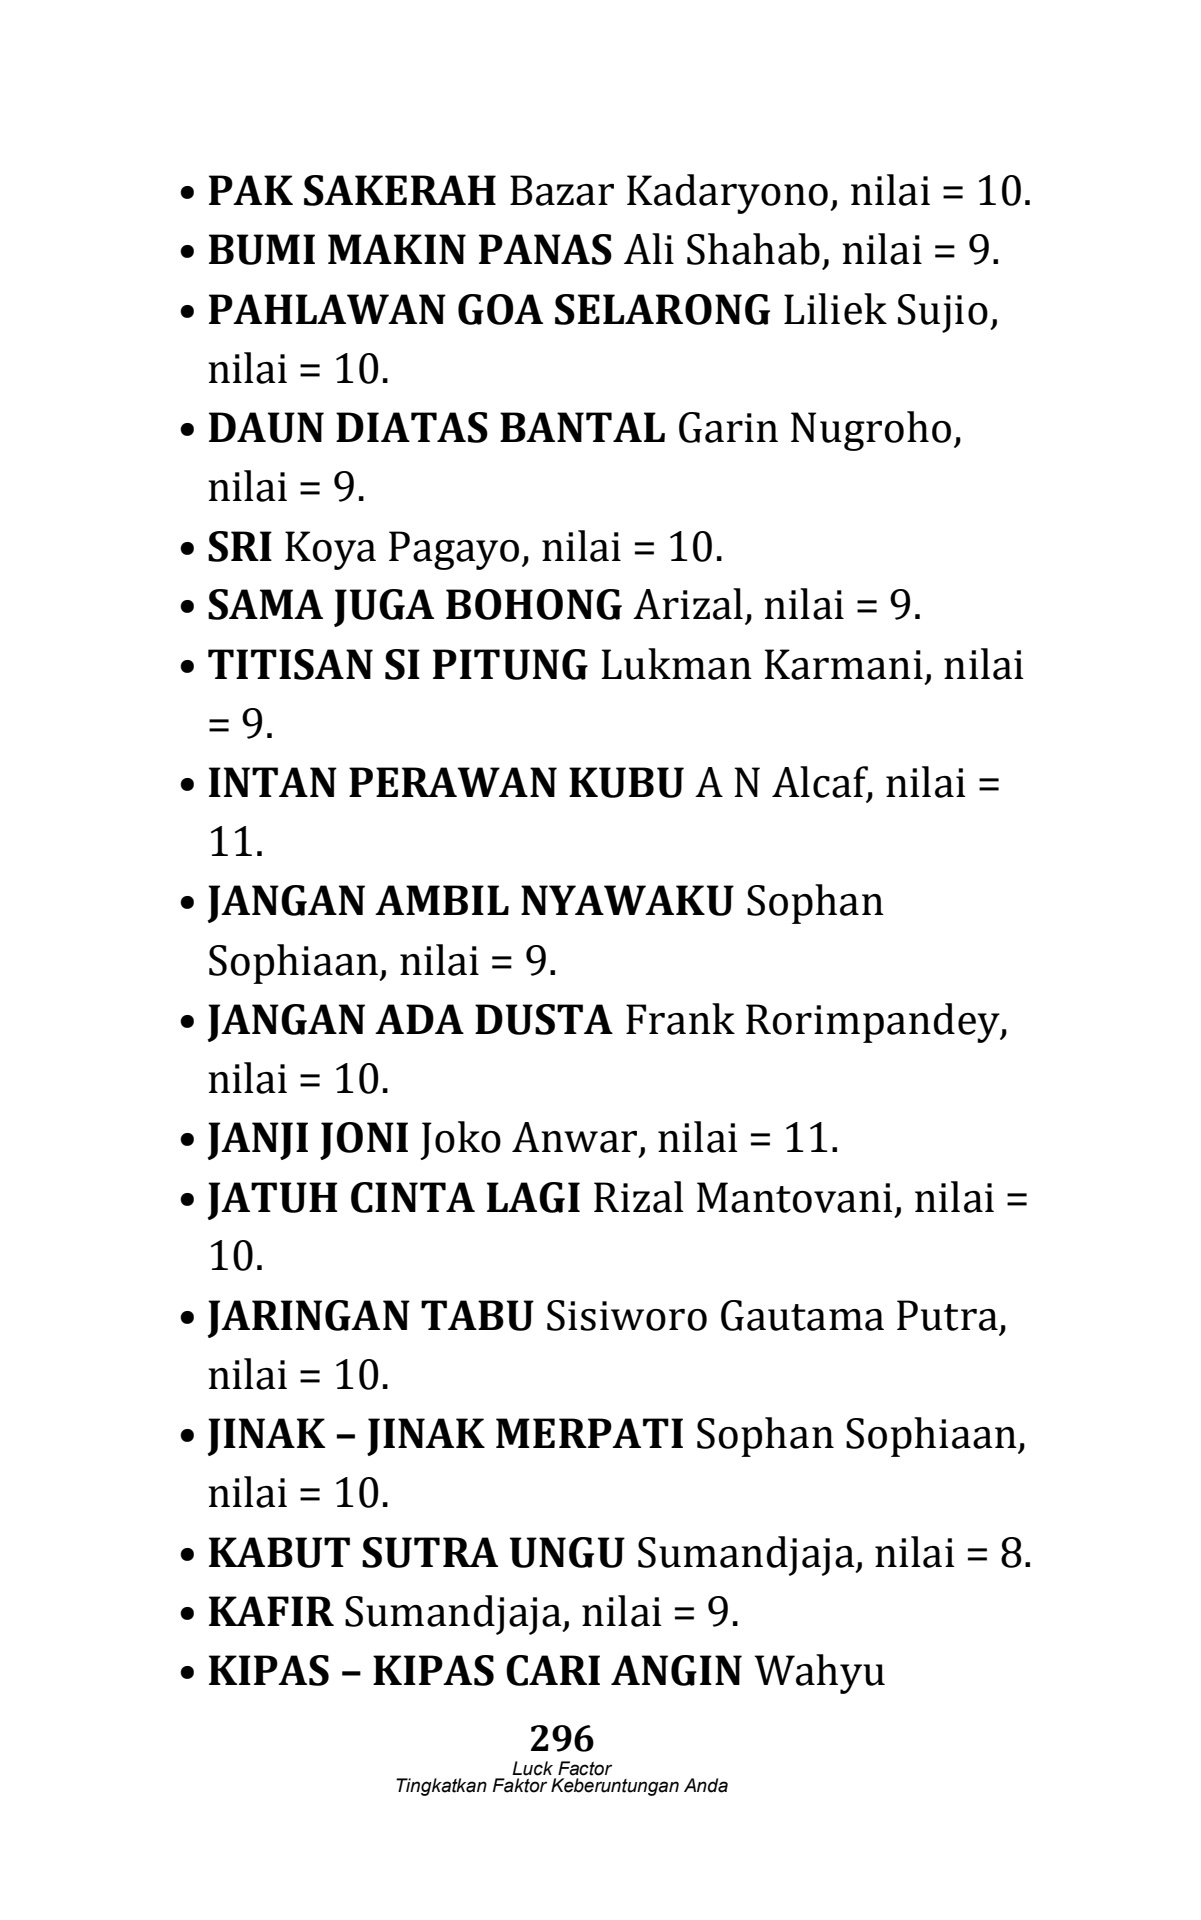 • PAK SAKERAH Bazar Kadaryono, nilai = 10.
• BUMI MAKIN PANAS Ali Shahab, nilai = 9.
• PAHLAWAN GOA SELARONG Liliek Sujio,
nilai = 10.
• DAUN DIATAS BANTAL Garin Nugroho,
nilai = 9.
• SRI Koya Pagayo, nilai = 10.
• SAMA JUGA BOHONG Arizal, nilai = 9.
• TITISAN SI PITUNG Lukman Karmani, nilai
= 9.
• INTAN PERAWAN KUBU A N Alcaf, nilai =
11.
• JANGAN AMBIL NYAWAKU Sophan
Sophiaan, nilai = 9.
• JANGAN ADA DUSTA Frank Rorimpandey,
nilai = 10.
• JANJI JONI Joko Anwar, nilai = 11.
• JATUH CINTA LAGI Rizal Mantovani, nilai =
10.
• JARINGAN TABU Sisiworo Gautama Putra,
nilai = 10.
• JINAK – JINAK MERPATI Sophan Sophiaan,
nilai = 10.
• KABUT SUTRA UNGU Sumandjaja, nilai = 8.
• KAFIR Sumandjaja, nilai = 9.
• KIPAS – KIPAS CARI ANGIN Wahyu
296
Luck Factor
Tingkatkan Faktor Keberuntungan Anda